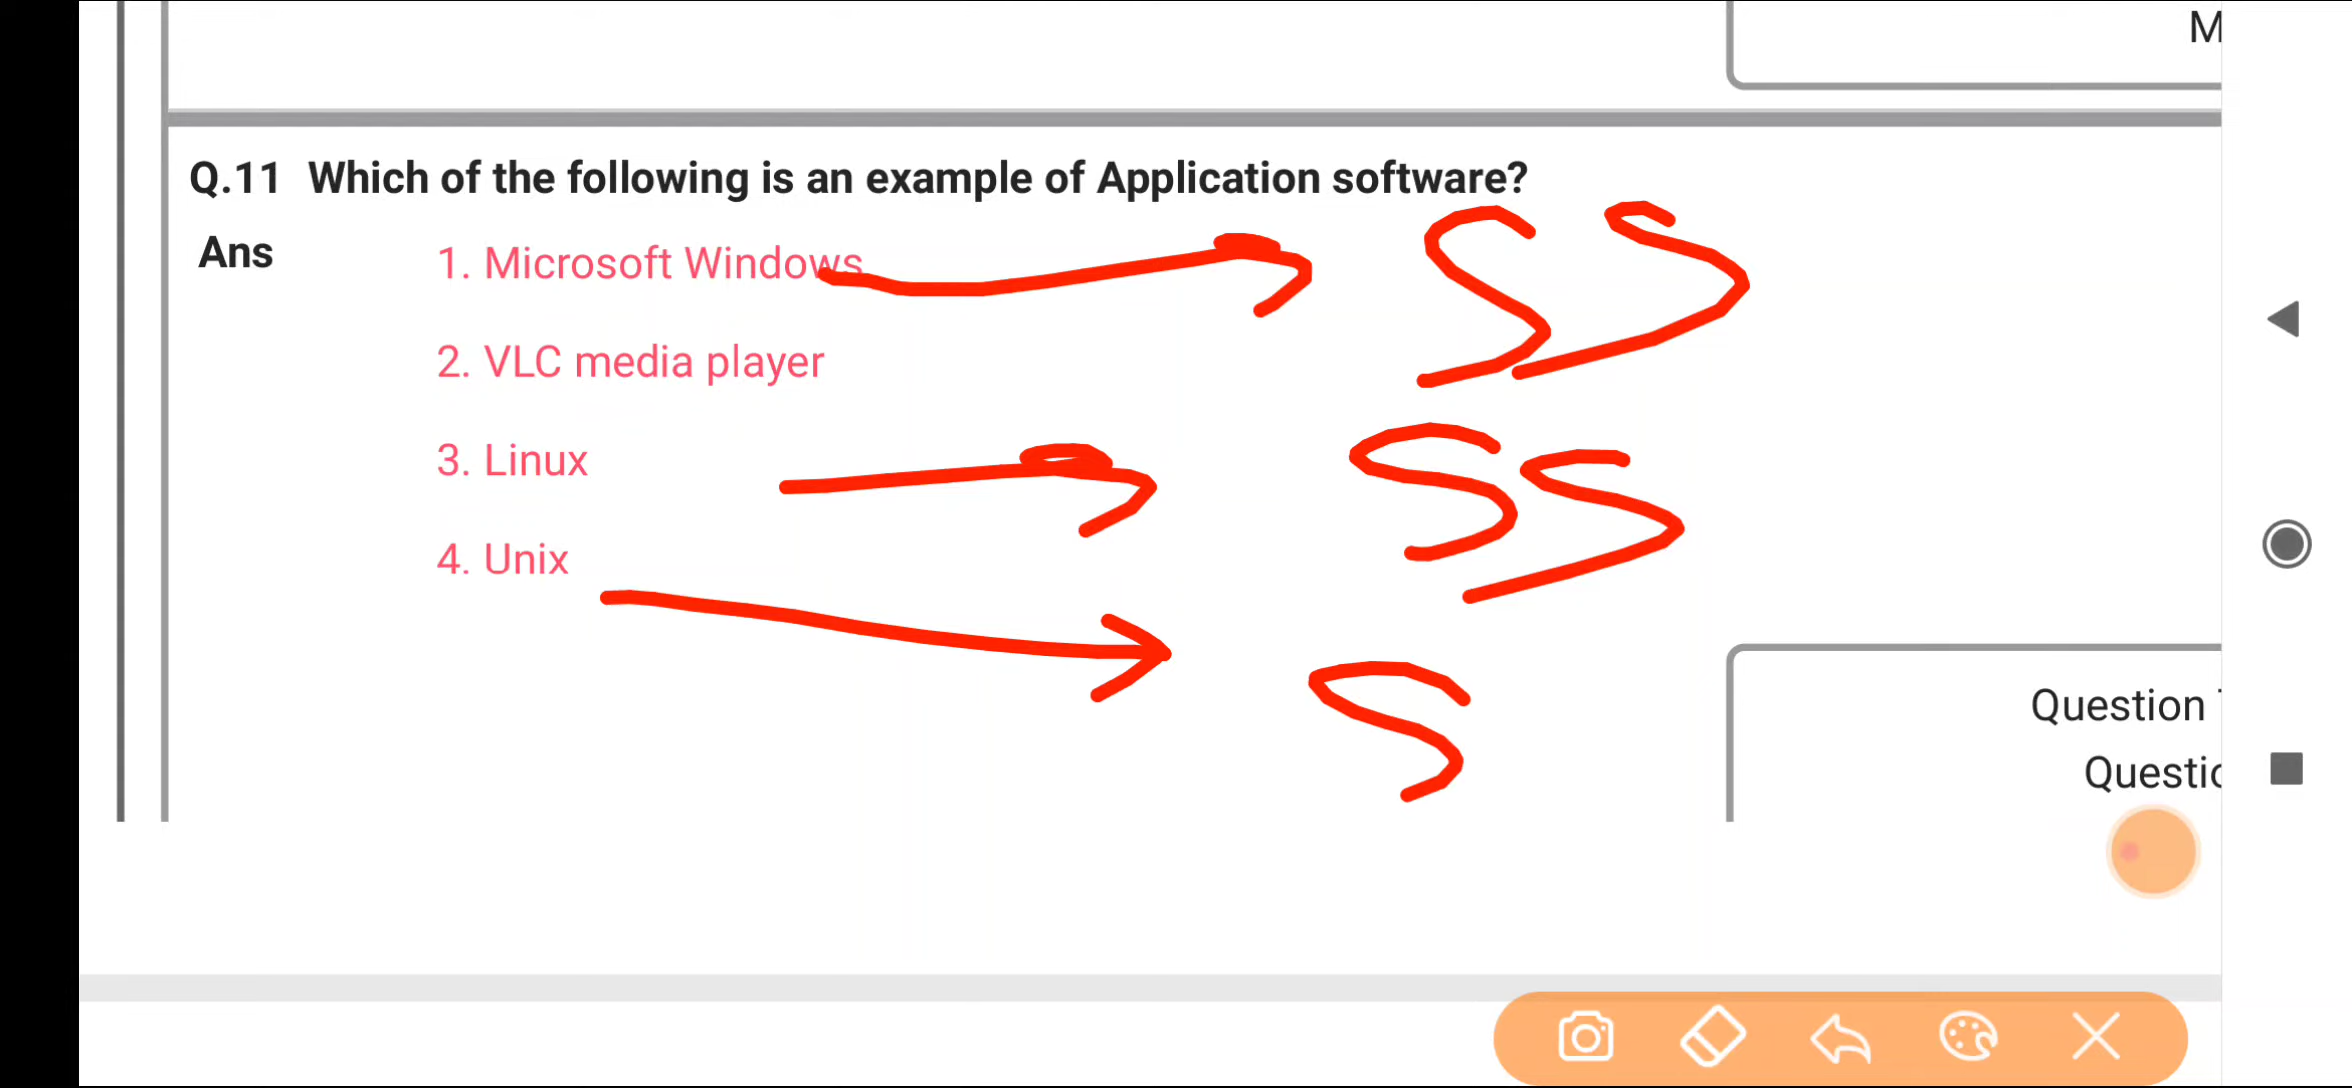 M
Q.11 Which of the following is an example of Application software?
Ans 1. Microsoft Windows
SS
2. VLC media player
3. Linux
SS
4. Unix
S
Question
Questio